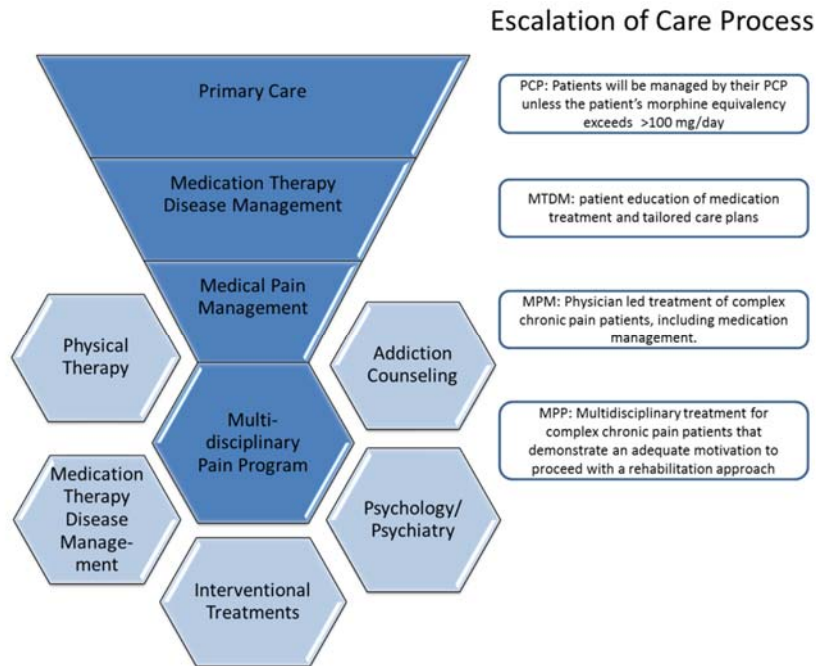 Escalation of Care Process
Primary Care
PCP: Patients will be managed by their PCP
unless the patient's morphine equivalency
exceeds >100 mg/day
Medication Therapy
Disease Management
MTDM: patient education of medication
treatment and tailored care plans
Medical Pain
Management
MPM: Physician led treatment of complex
chronic pain patients, including medication
management.
Physical
Therapy
Addiction
Counseling
Multi-
disciplinary
Pain Program
MPP: Multidisciplinary treatment for
complex chronic pain patients that
demonstrate an adequate motivation to
proceed with a rehabilitation approach
Medication
Therapy
Disease
Manage-
ment
Psychology/
Psychiatry
Interventional
Treatments